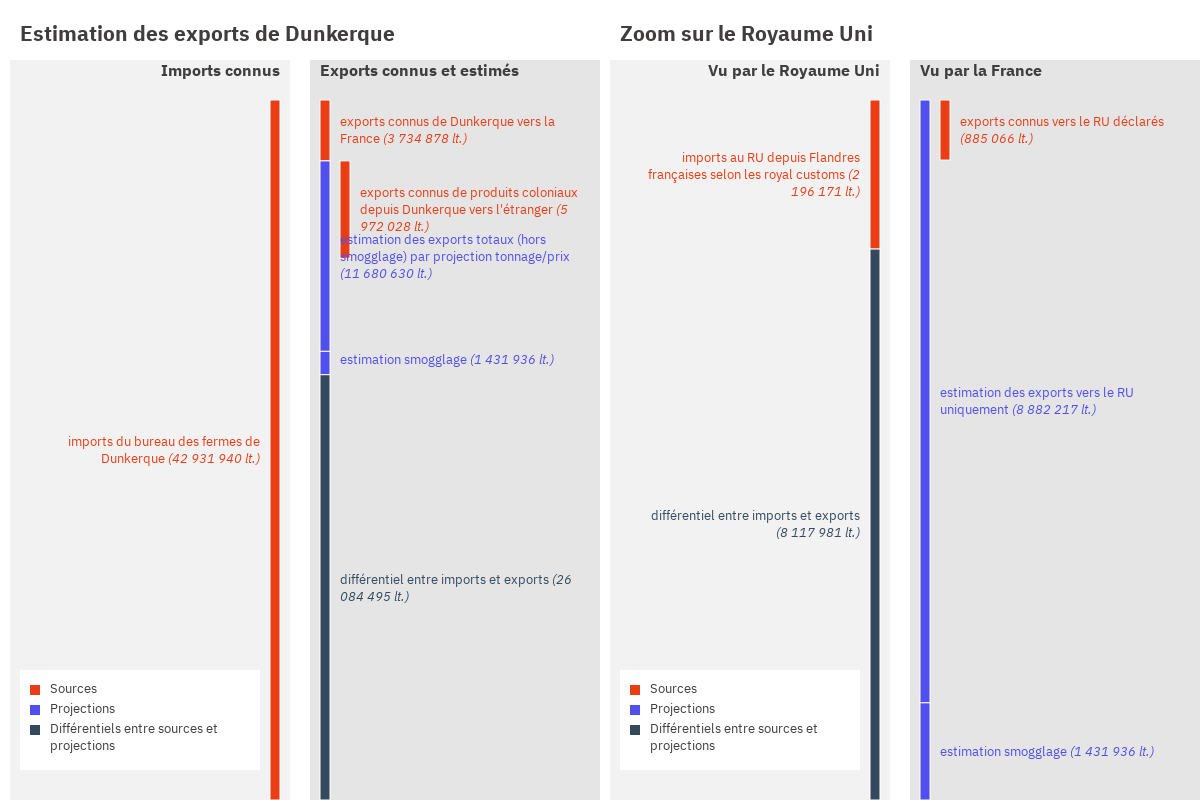 Estimation des exports de Dunkerque
Imports connus
imports du bureau des fermes de
Dunkerque (42 931 940 lt.)
Sources
Projections
Différentiels entre sources et
projections
Exports connus et estimés
exports connus de Dunkerque vers la
France (3 734 878 lt.)
exports connus de produits coloniaux
depuis Dunkerque vers l'étranger (5
972 028 lt.)
estimation des exports totaux (hors
smogglage) par projection tonnage/prix
(11 680 630 lt.)
estimation smogglage (1 431 936 lt.)
différentiel entre imports et exports (26
084 495 lt.)
Zoom sur le Royaume Uni
Vu par le Royaume Uni
imports au RU depuis Flandres
françaises selon les royal customs (2
196 171 lt.)
différentiel entre imports et exports
(8 117 981 lt.)
Sources
Projections
Différentiels entre sources et
projections
Vu par la France
exports connus vers le RU déclarés
(885 066 lt.)
estimation des exports vers le RU
uniquement (8 882 217 lt.)
estimation smogglage (1 431 936 lt.)